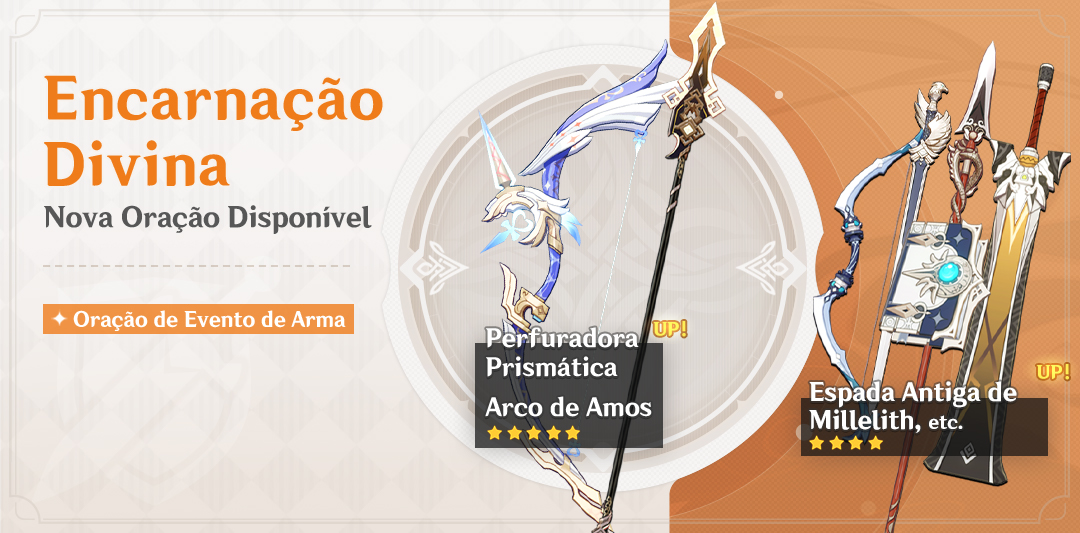 Encarnação
Divina
Nova Oração Disponível
✦ Oração de Evento de Arma
Perfuradora
Prismática
UP!
Arco de Amos
★★★★★
UP!
Espada Antiga de
Millelith, etc.
★★★★